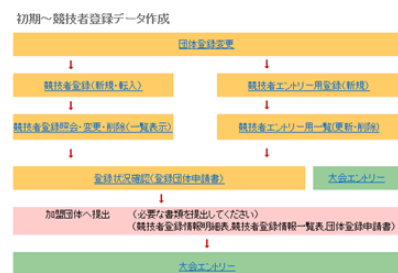 初期～競技者登録データ作成
団体登録変更
競技者登録(新規・転入)
競技者エントリー用登録(新規)
競技者登録照会・変更・削除(一覧表示)
競技者エントリー用一覧(更新・削除)
登録状況確認(登録団体申請書)
大会エントリー
加盟団体へ提出 (必要な書類を提出してください)
(競技者登録情報明細表,競技者登録情報一覧表,団体登録申請書)
大会エントリー